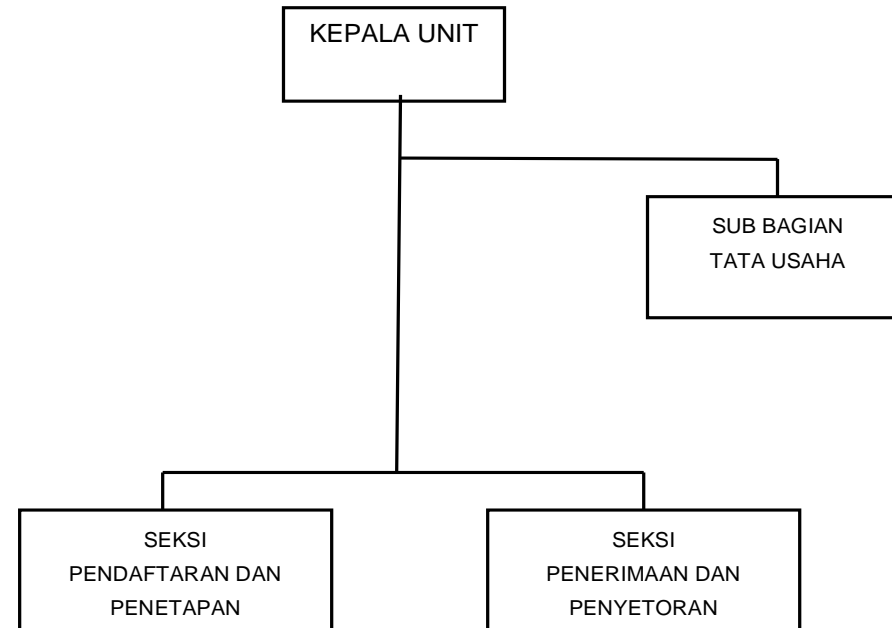 KEPALA UNIT
SUB BAGIAN
TATA USAHA
SEKSI
PENDAFTARAN DAN
PENETAPAN
SEKSI
PENERIMAAN DAN
PENYETORAN